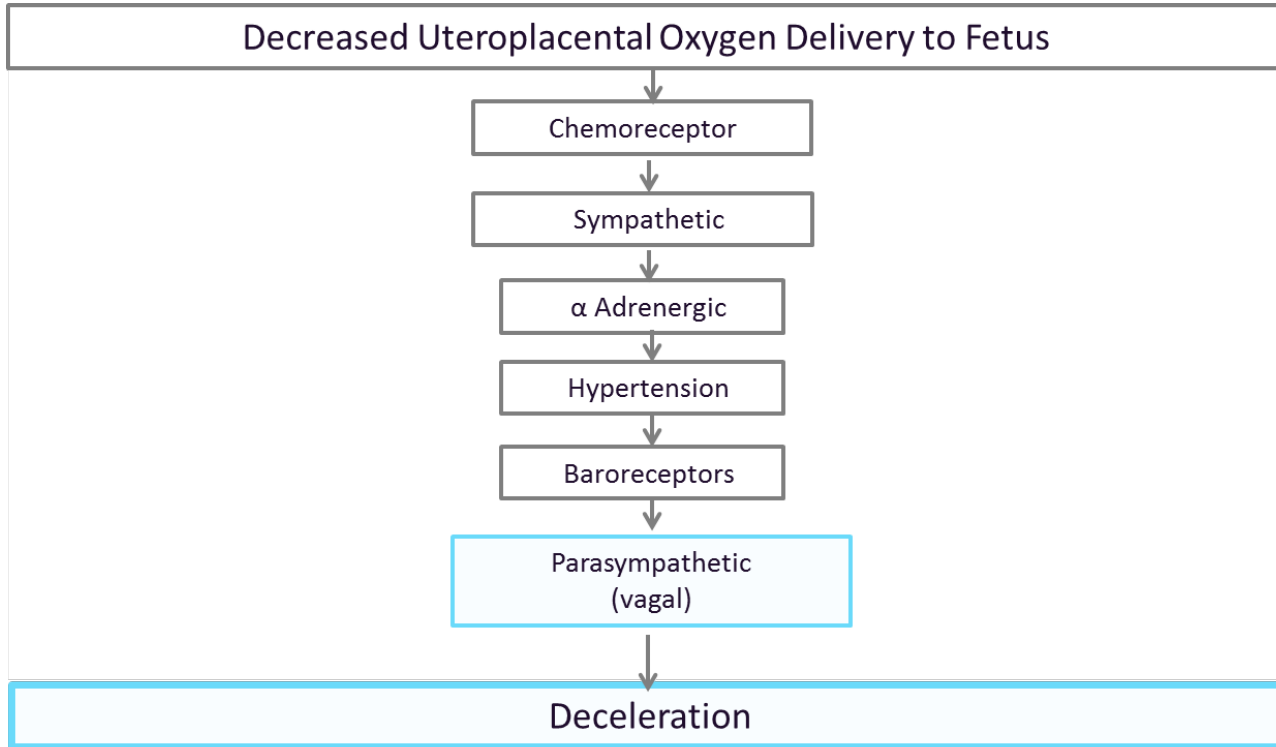 Decreased Uteroplacental Oxygen Delivery to Fetus
Chemoreceptor
Sympathetic
α Adrenergic
Hypertension
Baroreceptors
Parasympathetic
(vagal)
Deceleration